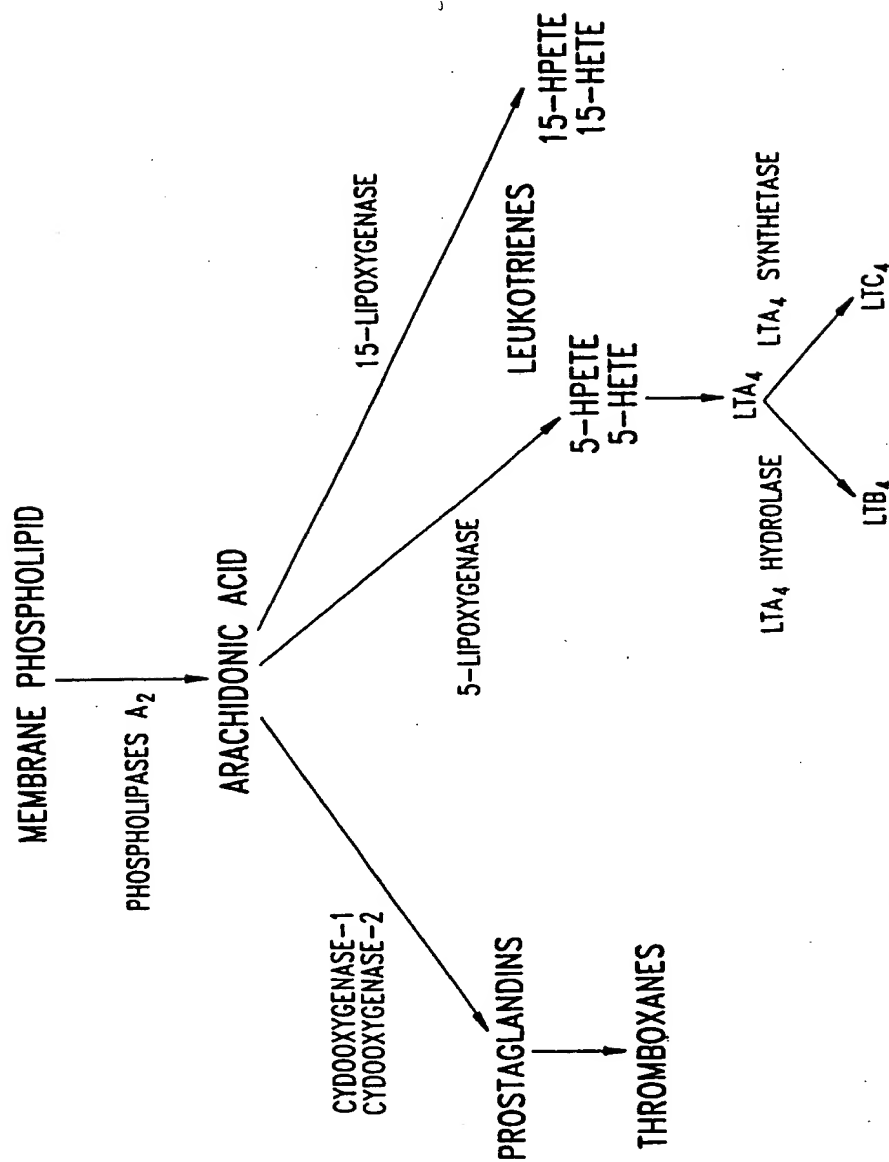 MEMBRANE PHOSPHOLIPID
PHOSPHOLIPASES A₂
ARACHIDONIC ACID
CYDOOXYGENASE-1
CYDOOXYGENASE-2
5-LIPOXYGENASE
15-LIPOXYGENASE
PROSTAGLANDINS
THROMBOXANES
LEUKOTRIENES
5-HPETE
5-HETE
15-HPETE
15-HETE
LTA₄
LTA₄ HYDROLASE
LTA₄ SYNTHETASE
LTB₄
LTC₄